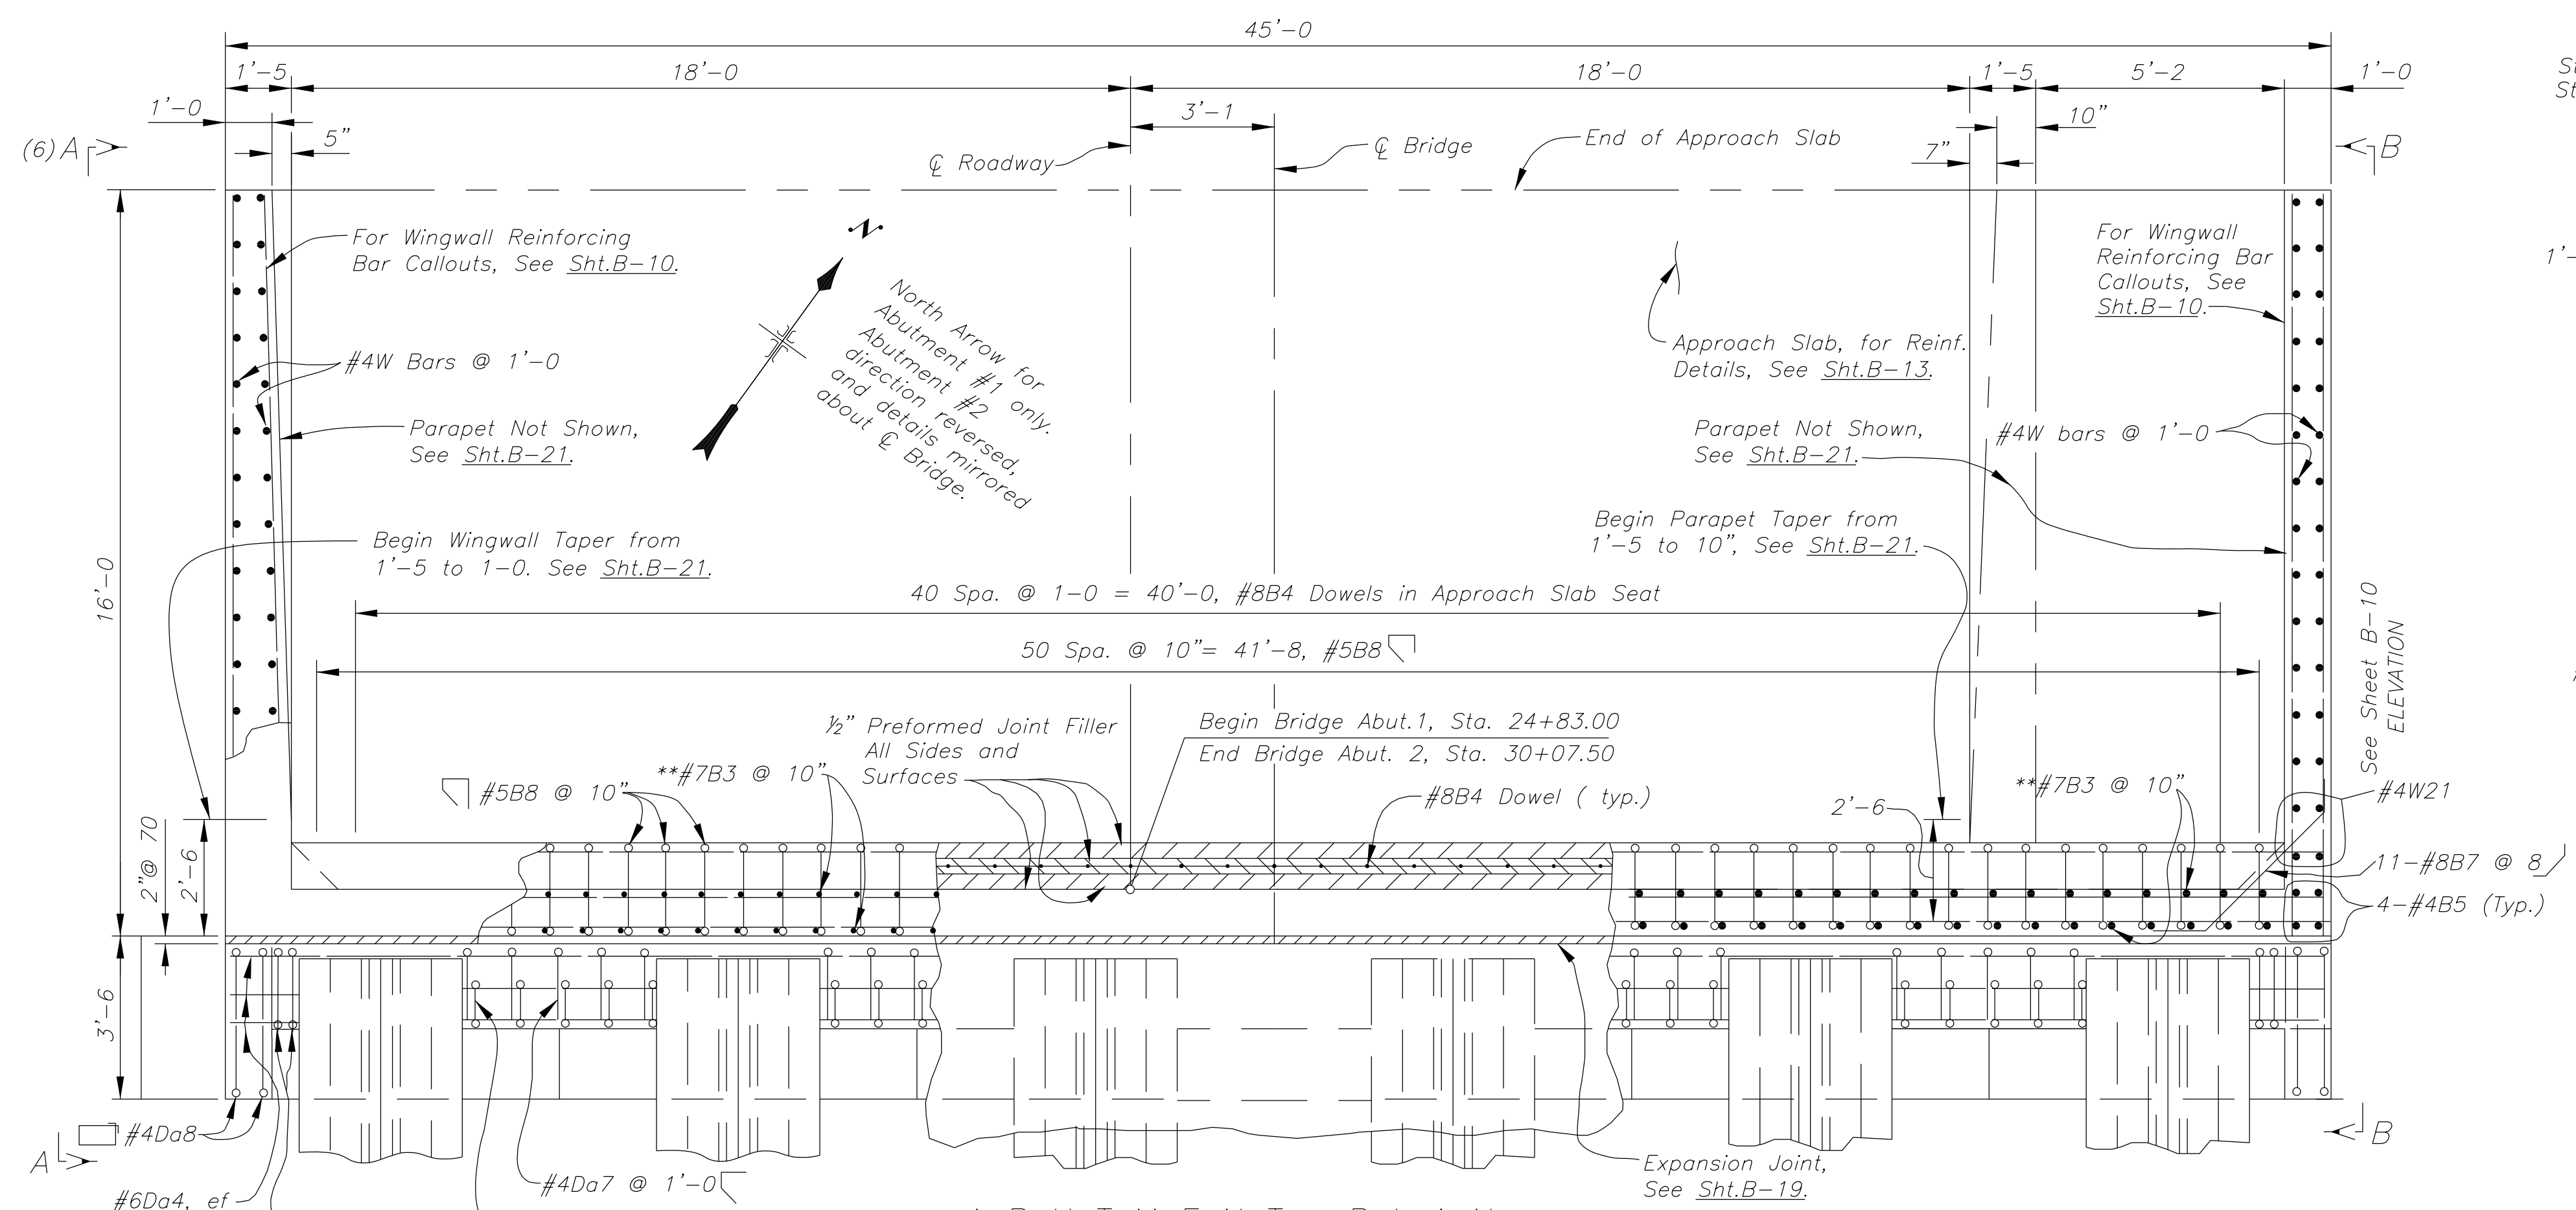 45'-0
1'-5
18'-0
18'-0
1'-5
5'-2
1'-0
1'-0
5"
3'-1
10"
7"
(6) A
B
℄ Roadway
℄ Bridge
End of Approach Slab
N
For Wingwall Reinforcing
Bar Callouts, See Sht.B-10.
North Arrow for
Abutment #1 only.
Abutment #2
direction reversed,
and details mirrored
about ℄ Bridge.
For Wingwall
Reinforcing Bar
Callouts, See
Sht.B-10.
#4W Bars @ 1'-0
Approach Slab, for Reinf.
Details, See Sht.B-13.
Parapet Not Shown,
See Sht.B-21.
Parapet Not Shown,
See Sht.B-21.
#4W bars @ 1'-0
Begin Wingwall Taper from
1'-5 to 1-0. See Sht.B-21.
Begin Parapet Taper from
1'-5 to 10", See Sht.B-21.
16'-0
40 Spa. @ 1-0 = 40'-0, #8B4 Dowels in Approach Slab Seat
50 Spa. @ 10"= 41'-8, #5B8
See Sheet B-10
ELEVATION
½" Preformed Joint Filler
All Sides and
Surfaces
Begin Bridge Abut.1, Sta. 24+83.00
End Bridge Abut. 2, Sta. 30+07.50
#5B8 @ 10"
**#7B3 @ 10"
#8B4 Dowel ( typ.)
2'-6
**#7B3 @ 10"
#4W21
2"@ 70
2'-6
11-#8B7 @ 8
4-#4B5 (Typ.)
3'-6
#4Da8
A
B
#6Da4, ef
#4Da7 @ 1'-0
Expansion Joint,
See Sht.B-19.